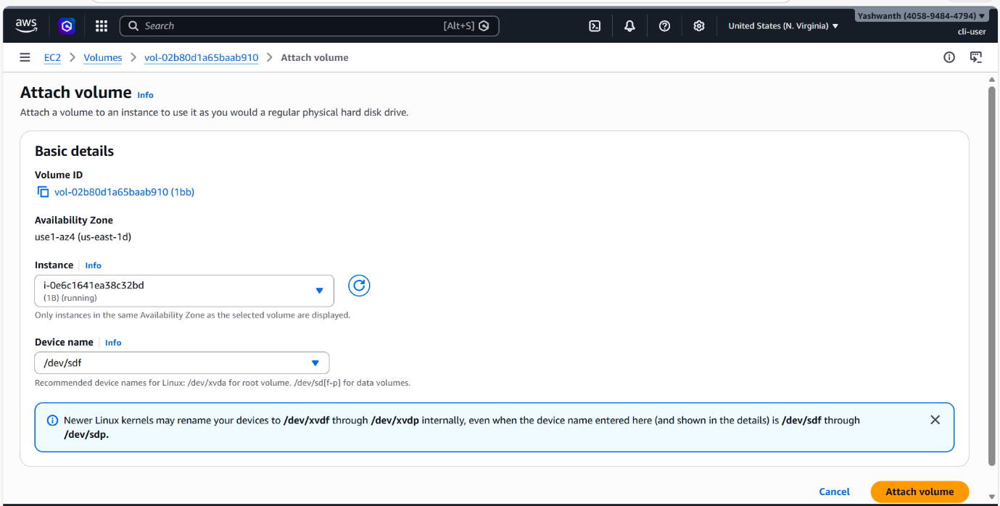 aws
Search
[Alt+S]
United States (N. Virginia)
Yashwanth (4058-9484-4794)
cli-user
EC2
Volumes
vol-02b80d1a65baab910
Attach volume
Attach volume
Info
Attach a volume to an instance to use it as you would a regular physical hard disk drive.
Basic details
Volume ID
vol-02b80d1a65baab910 (1bb)
Availability Zone
use1-az4 (us-east-1d)
Instance
Info
i-0e6c1641ea38c32bd
(1B) (running)
Only instances in the same Availability Zone as the selected volume are displayed.
Device name
Info
/dev/sdf
Recommended device names for Linux: /dev/xvda for root volume. /dev/sd[f-p] for data volumes.
Newer Linux kernels may rename your devices to /dev/xvdf through /dev/xvdp internally, even when the device name entered here (and shown in the details) is /dev/sdf through
/dev/sdp.
Cancel
Attach volume